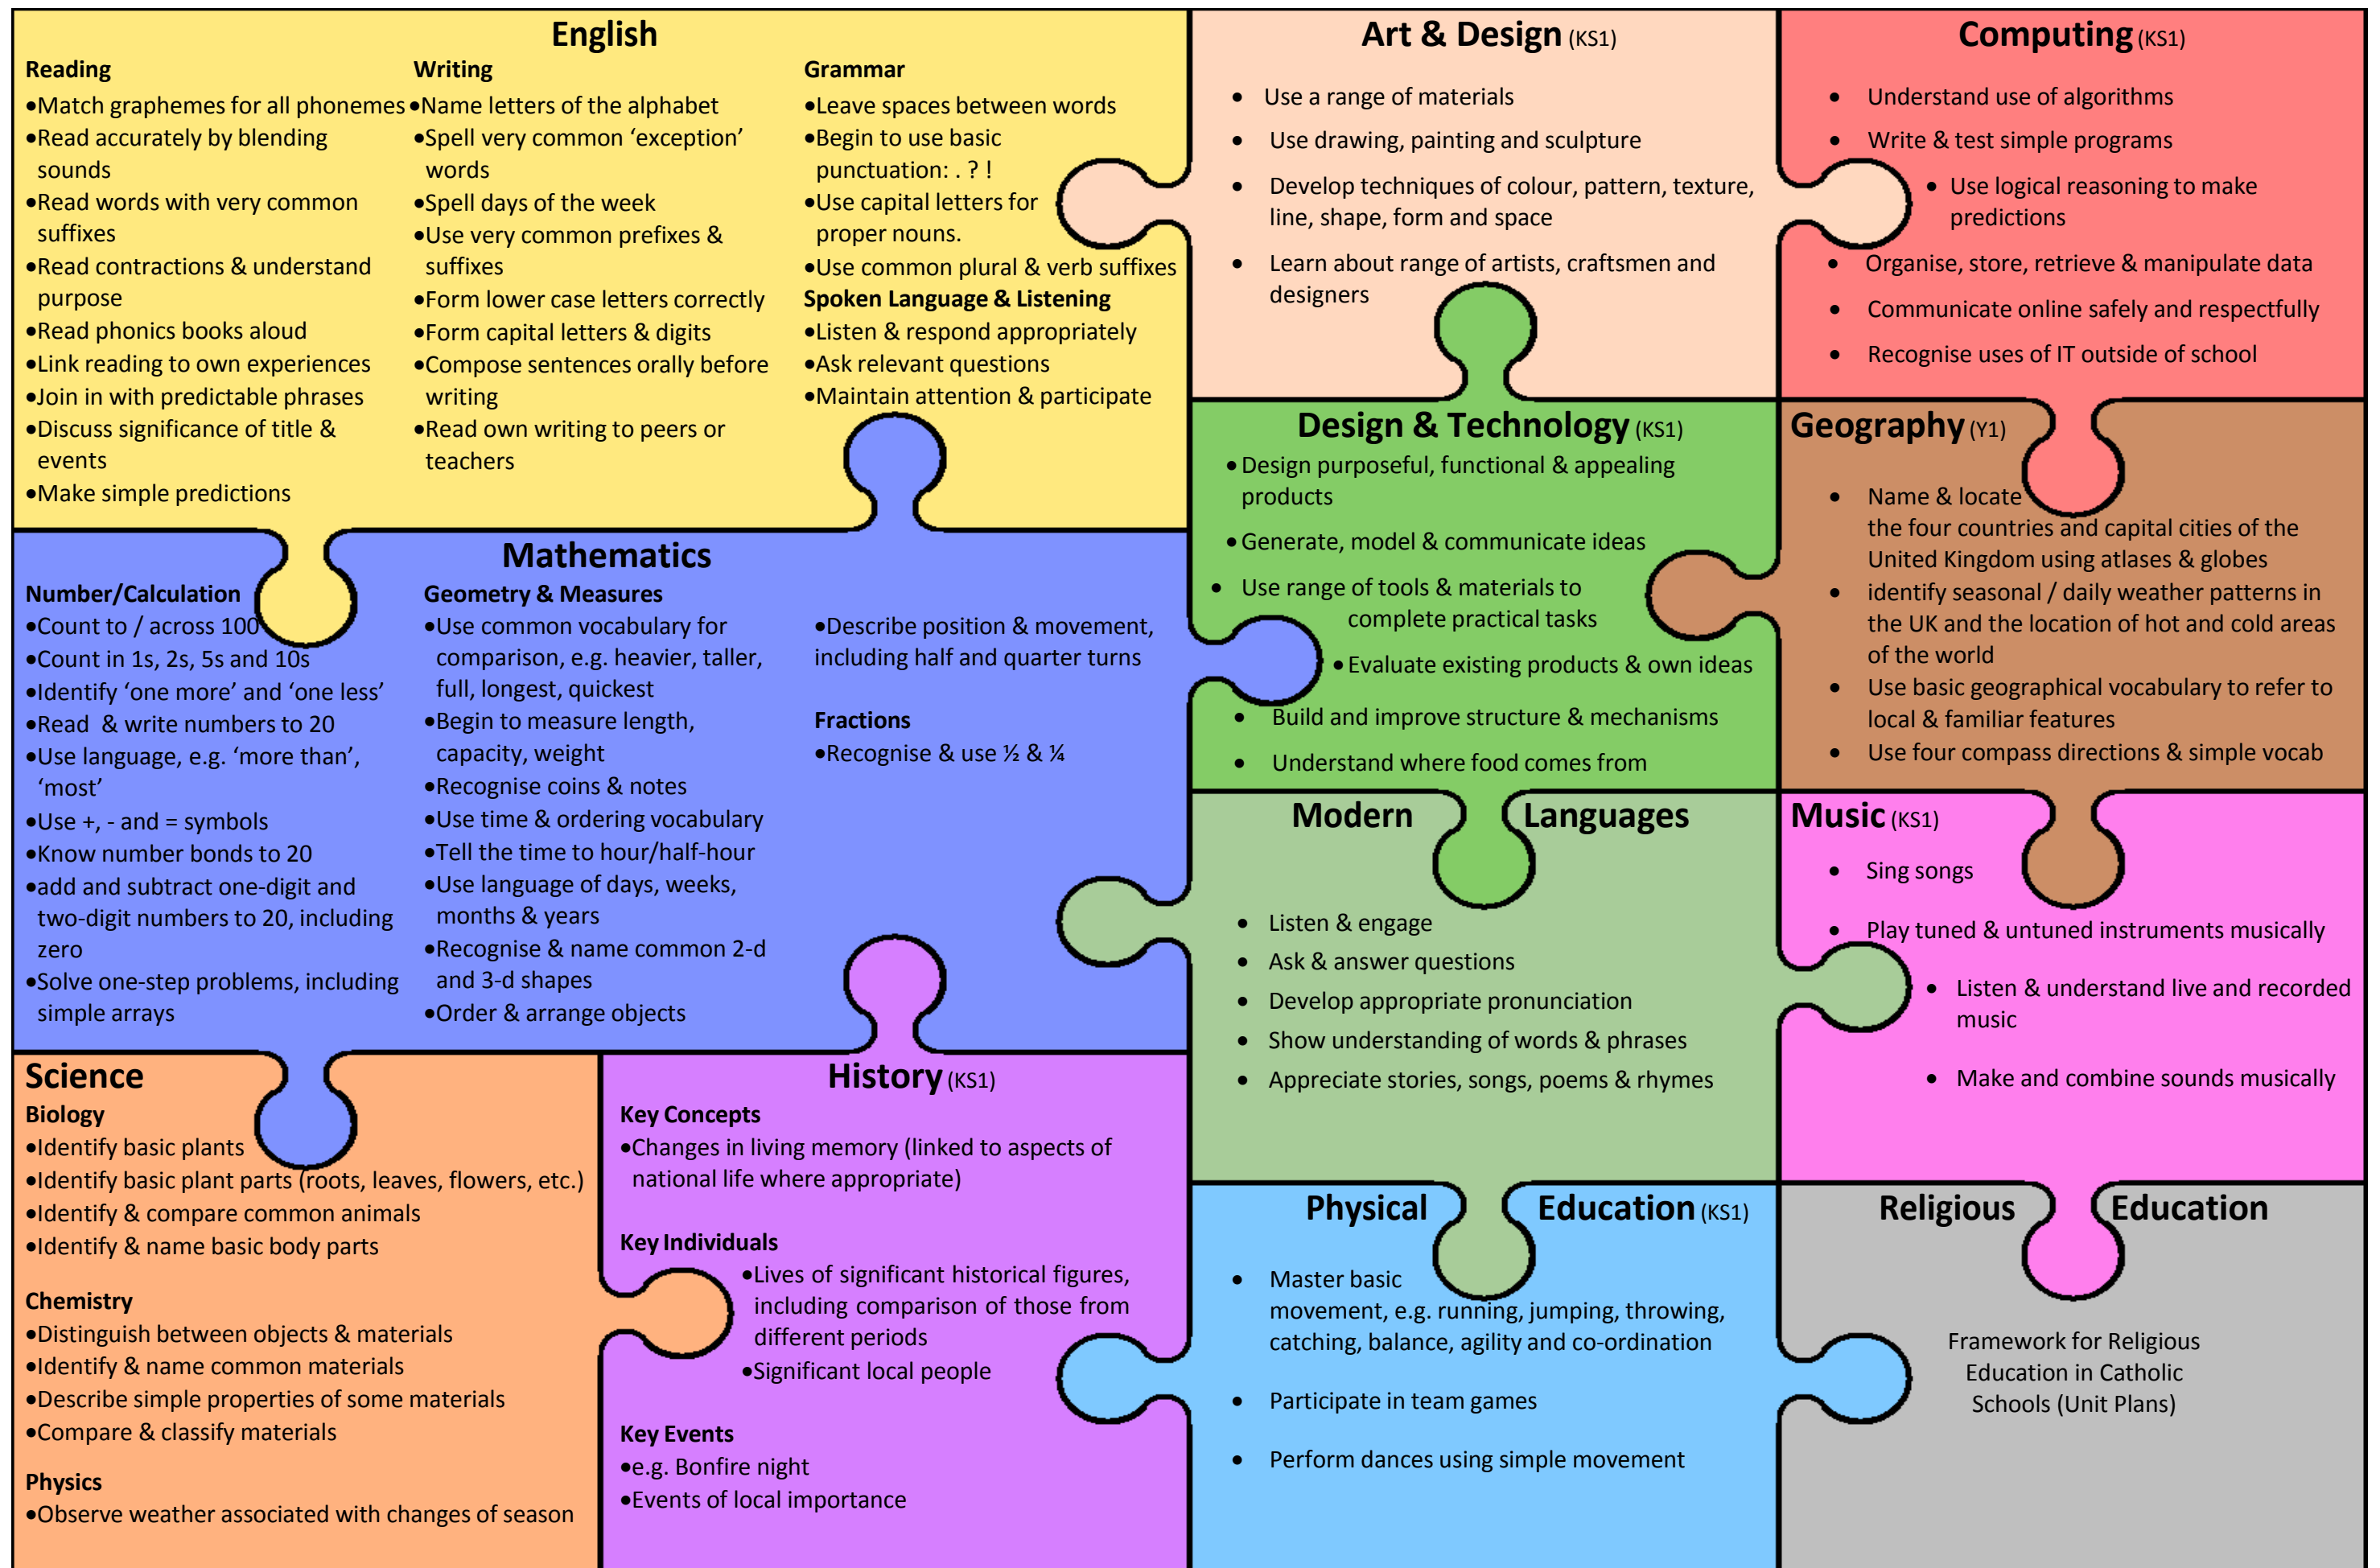 English
Reading
•Match graphemes for all phonemes
•Read accurately by blending
sounds
•Read words with very common
suffixes
•Read contractions & understand
purpose
•Read phonics books aloud
•Link reading to own experiences
•Join in with predictable phrases
•Discuss significance of title &
events
•Make simple predictions
Writing
•Name letters of the alphabet
•Spell very common ‘exception’
words
•Spell days of the week
•Use very common prefixes &
suffixes
•Form lower case letters correctly
•Form capital letters & digits
•Compose sentences orally before
writing
•Read own writing to peers or
teachers
Grammar
•Leave spaces between words
•Begin to use basic
punctuation: . ? !
•Use capital letters for
proper nouns.
•Use common plural & verb suffixes
Spoken Language & Listening
•Listen & respond appropriately
•Ask relevant questions
•Maintain attention & participate
Art & Design (KS1)
• Use a range of materials
• Use drawing, painting and sculpture
• Develop techniques of colour, pattern, texture,
line, shape, form and space
• Learn about range of artists, craftsmen and
designers
Computing (KS1)
• Understand use of algorithms
• Write & test simple programs
• Use logical reasoning to make
predictions
• Organise, store, retrieve & manipulate data
• Communicate online safely and respectfully
• Recognise uses of IT outside of school
Mathematics
Number/Calculation
•Count to / across 100
•Count in 1s, 2s, 5s and 10s
•Identify ‘one more’ and ‘one less’
•Read & write numbers to 20
•Use language, e.g. ‘more than’,
‘most’
•Use +, - and = symbols
•Know number bonds to 20
•add and subtract one-digit and
two-digit numbers to 20, including
zero
•Solve one-step problems, including
simple arrays
Geometry & Measures
•Use common vocabulary for
comparison, e.g. heavier, taller,
full, longest, quickest
•Begin to measure length,
capacity, weight
•Recognise coins & notes
•Use time & ordering vocabulary
•Tell the time to hour/half-hour
•Use language of days, weeks,
months & years
•Recognise & name common 2-d
and 3-d shapes
•Order & arrange objects
•Describe position & movement,
including half and quarter turns
Fractions
•Recognise & use ½ & ¼
Design & Technology (KS1)
• Design purposeful, functional & appealing
products
• Generate, model & communicate ideas
• Use range of tools & materials to
complete practical tasks
• Evaluate existing products & own ideas
• Build and improve structure & mechanisms
• Understand where food comes from
Geography (Y1)
• Name & locate
the four countries and capital cities of the
United Kingdom using atlases & globes
• identify seasonal / daily weather patterns in
the UK and the location of hot and cold areas
of the world
• Use basic geographical vocabulary to refer to
local & familiar features
• Use four compass directions & simple vocab
Modern Languages
• Listen & engage
• Ask & answer questions
• Develop appropriate pronunciation
• Show understanding of words & phrases
• Appreciate stories, songs, poems & rhymes
Music (KS1)
• Sing songs
• Play tuned & untuned instruments musically
• Listen & understand live and recorded
music
• Make and combine sounds musically
Science
Biology
•Identify basic plants
•Identify basic plant parts (roots, leaves, flowers, etc.)
•Identify & compare common animals
•Identify & name basic body parts
Chemistry
•Distinguish between objects & materials
•Identify & name common materials
•Describe simple properties of some materials
•Compare & classify materials
Physics
•Observe weather associated with changes of season
History (KS1)
Key Concepts
•Changes in living memory (linked to aspects of
national life where appropriate)
Key Individuals
•Lives of significant historical figures,
including comparison of those from
different periods
•Significant local people
Key Events
•e.g. Bonfire night
•Events of local importance
Physical Education (KS1)
• Master basic
movement, e.g. running, jumping, throwing,
catching, balance, agility and co-ordination
• Participate in team games
• Perform dances using simple movement
Religious Education
Framework for Religious
Education in Catholic
Schools (Unit Plans)